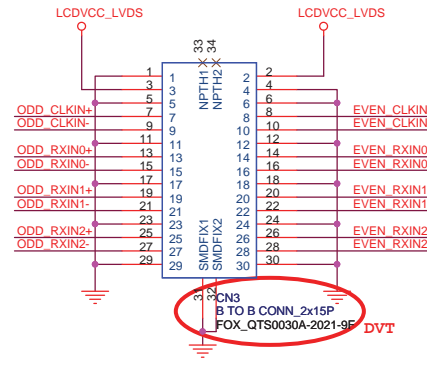 LCDVCC_LVDS LCDVCC_LVDS
33 34
NPTH1 NPTH2
1 1 2 2
3 3 4 4
5 5 6 6
ODD_CLKIN+ 7 7 8 8 EVEN_CLKIN
ODD_CLKIN- 9 9 10 10 EVEN_CLKIN
11 11 12 12
ODD_RXIN0+ 13 13 14 14 EVEN_RXIN0
ODD_RXIN0- 15 15 16 16 EVEN_RXIN0
17 17 18 18
ODD_RXIN1+ 19 19 20 20 EVEN_RXIN1
ODD_RXIN1- 21 21 22 22 EVEN_RXIN1
23 23 24 24
ODD_RXIN2+ 25 25 26 26 EVEN_RXIN2
ODD_RXIN2- 27 27 28 28 EVEN_RXIN2
29 29 30 30
SMDFIX1 SMDFIX2
31 32
CN3
B TO B CONN_2x15P
FOX_QTS0030A-2021-9F DVT